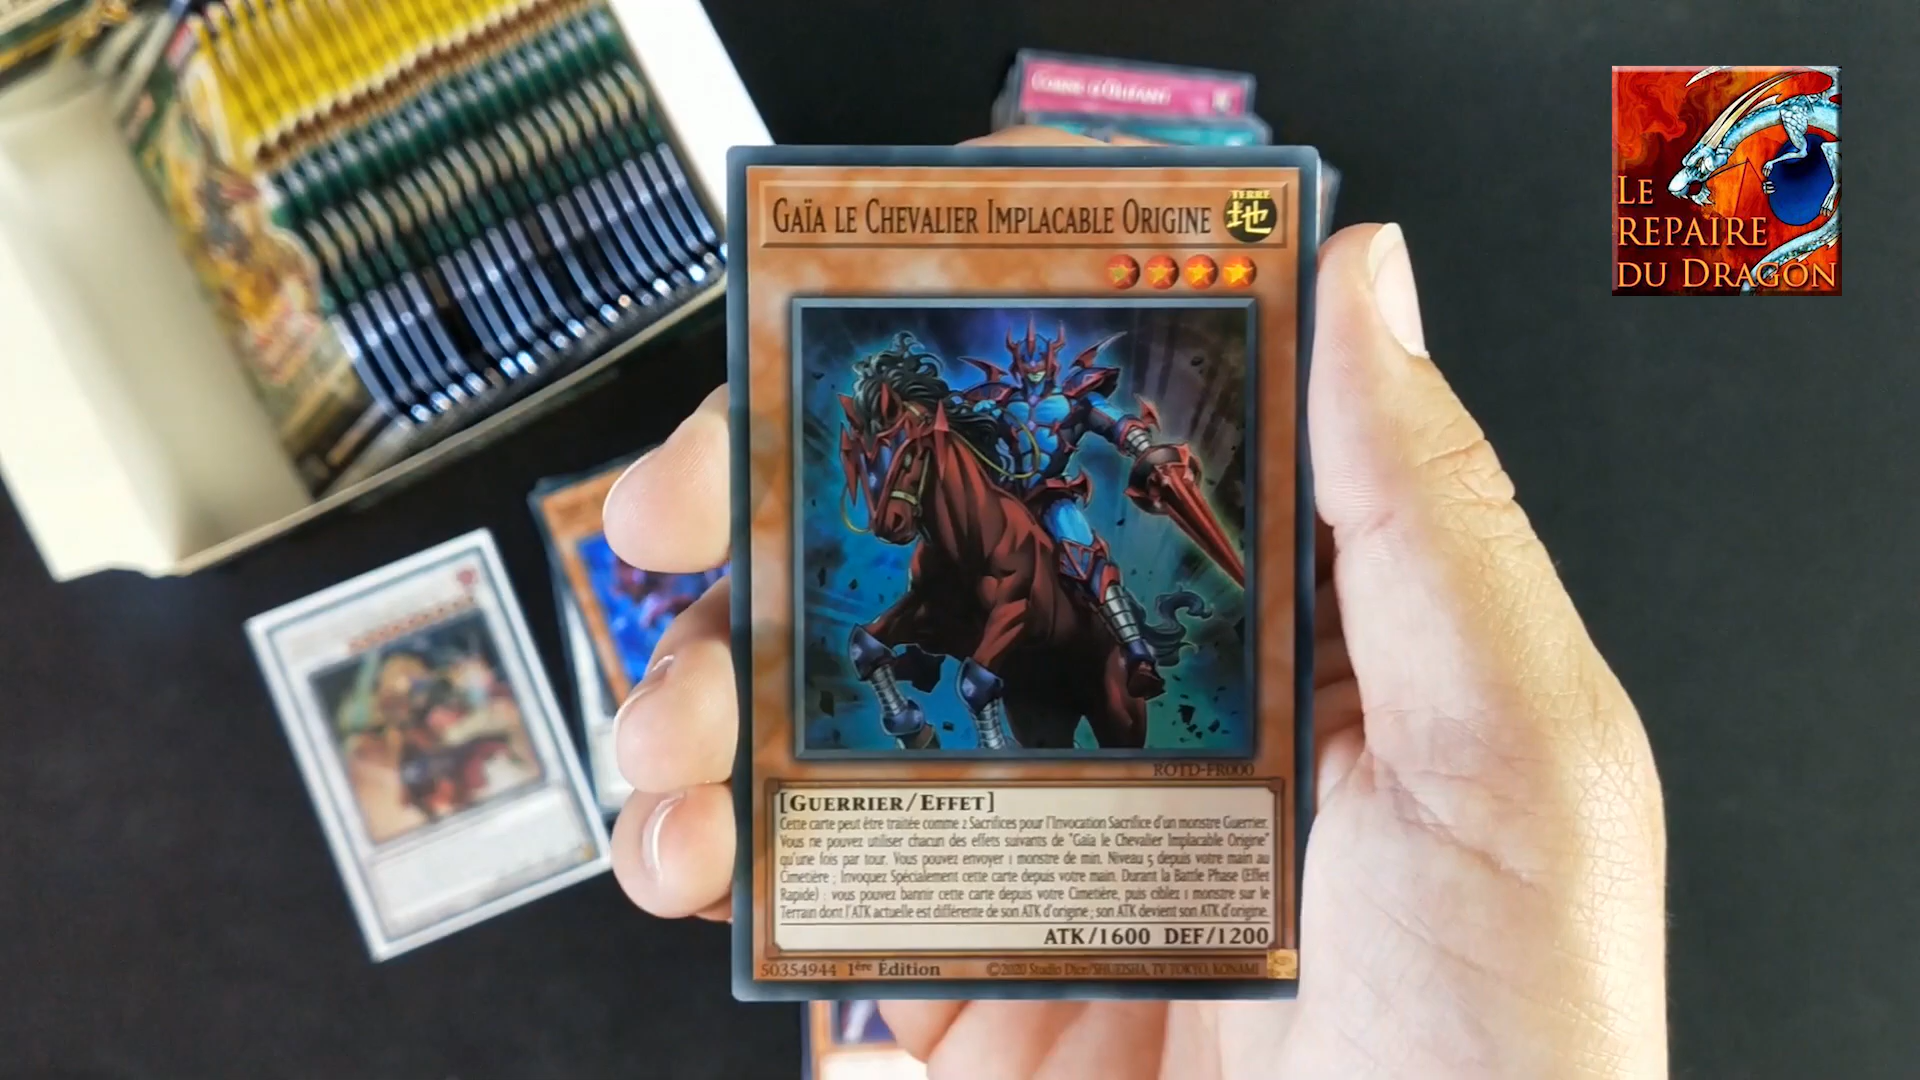 Corne d'Olifant
Gaïa le Chevalier Implacable Origine
TERRE
地
ROTD-FR000
[Guerrier/Effet]
Cette carte peut être traitée comme 2 Sacrifices pour l'Invocation Sacrifice d'un monstre Guerrier.
Vous ne pouvez utiliser chacun des effets suivants de "Gaïa le Chevalier Implacable Origine"
qu'une fois par tour. Vous pouvez envoyer 1 monstre de min. Niveau 5 depuis votre main au
Cimetière ; Invoquez Spécialement cette carte depuis votre main. Durant la Battle Phase (Effet
Rapide) : vous pouvez bannir cette carte depuis votre Cimetière, puis ciblez 1 monstre sur le
Terrain dont l'ATK actuelle est différente de son ATK d'origine ; son ATK devient son ATK d'origine.
ATK/1600 DEF/1200
50354944 1ère Édition ©2020 Studio Dice/SHUEISHA, TV TOKYO, KONAMI
Le
repaire
du Dragon